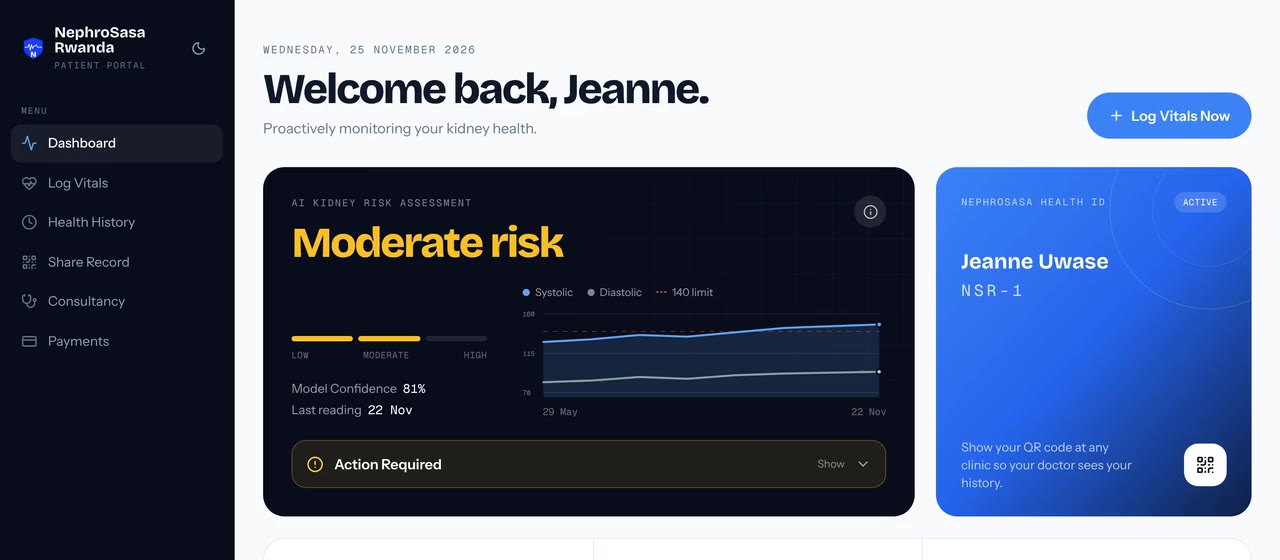 NephroSasa
Rwanda
PATIENT PORTAL
MENU
Dashboard
Log Vitals
Health History
Share Record
Consultancy
Payments
WEDNESDAY, 25 NOVEMBER 2026
Welcome back, Jeanne.
Proactively monitoring your kidney health.
+ Log Vitals Now
AI KIDNEY RISK ASSESSMENT
Moderate risk
Systolic Diastolic 140 limit
160
115
70
29 May 22 Nov
LOW MODERATE HIGH
Model Confidence 81%
Last reading 22 Nov
Action Required Show
NEPHROSASA HEALTH ID ACTIVE
Jeanne Uwase
NSR-1
Show your QR code at any
clinic so your doctor sees your
history.